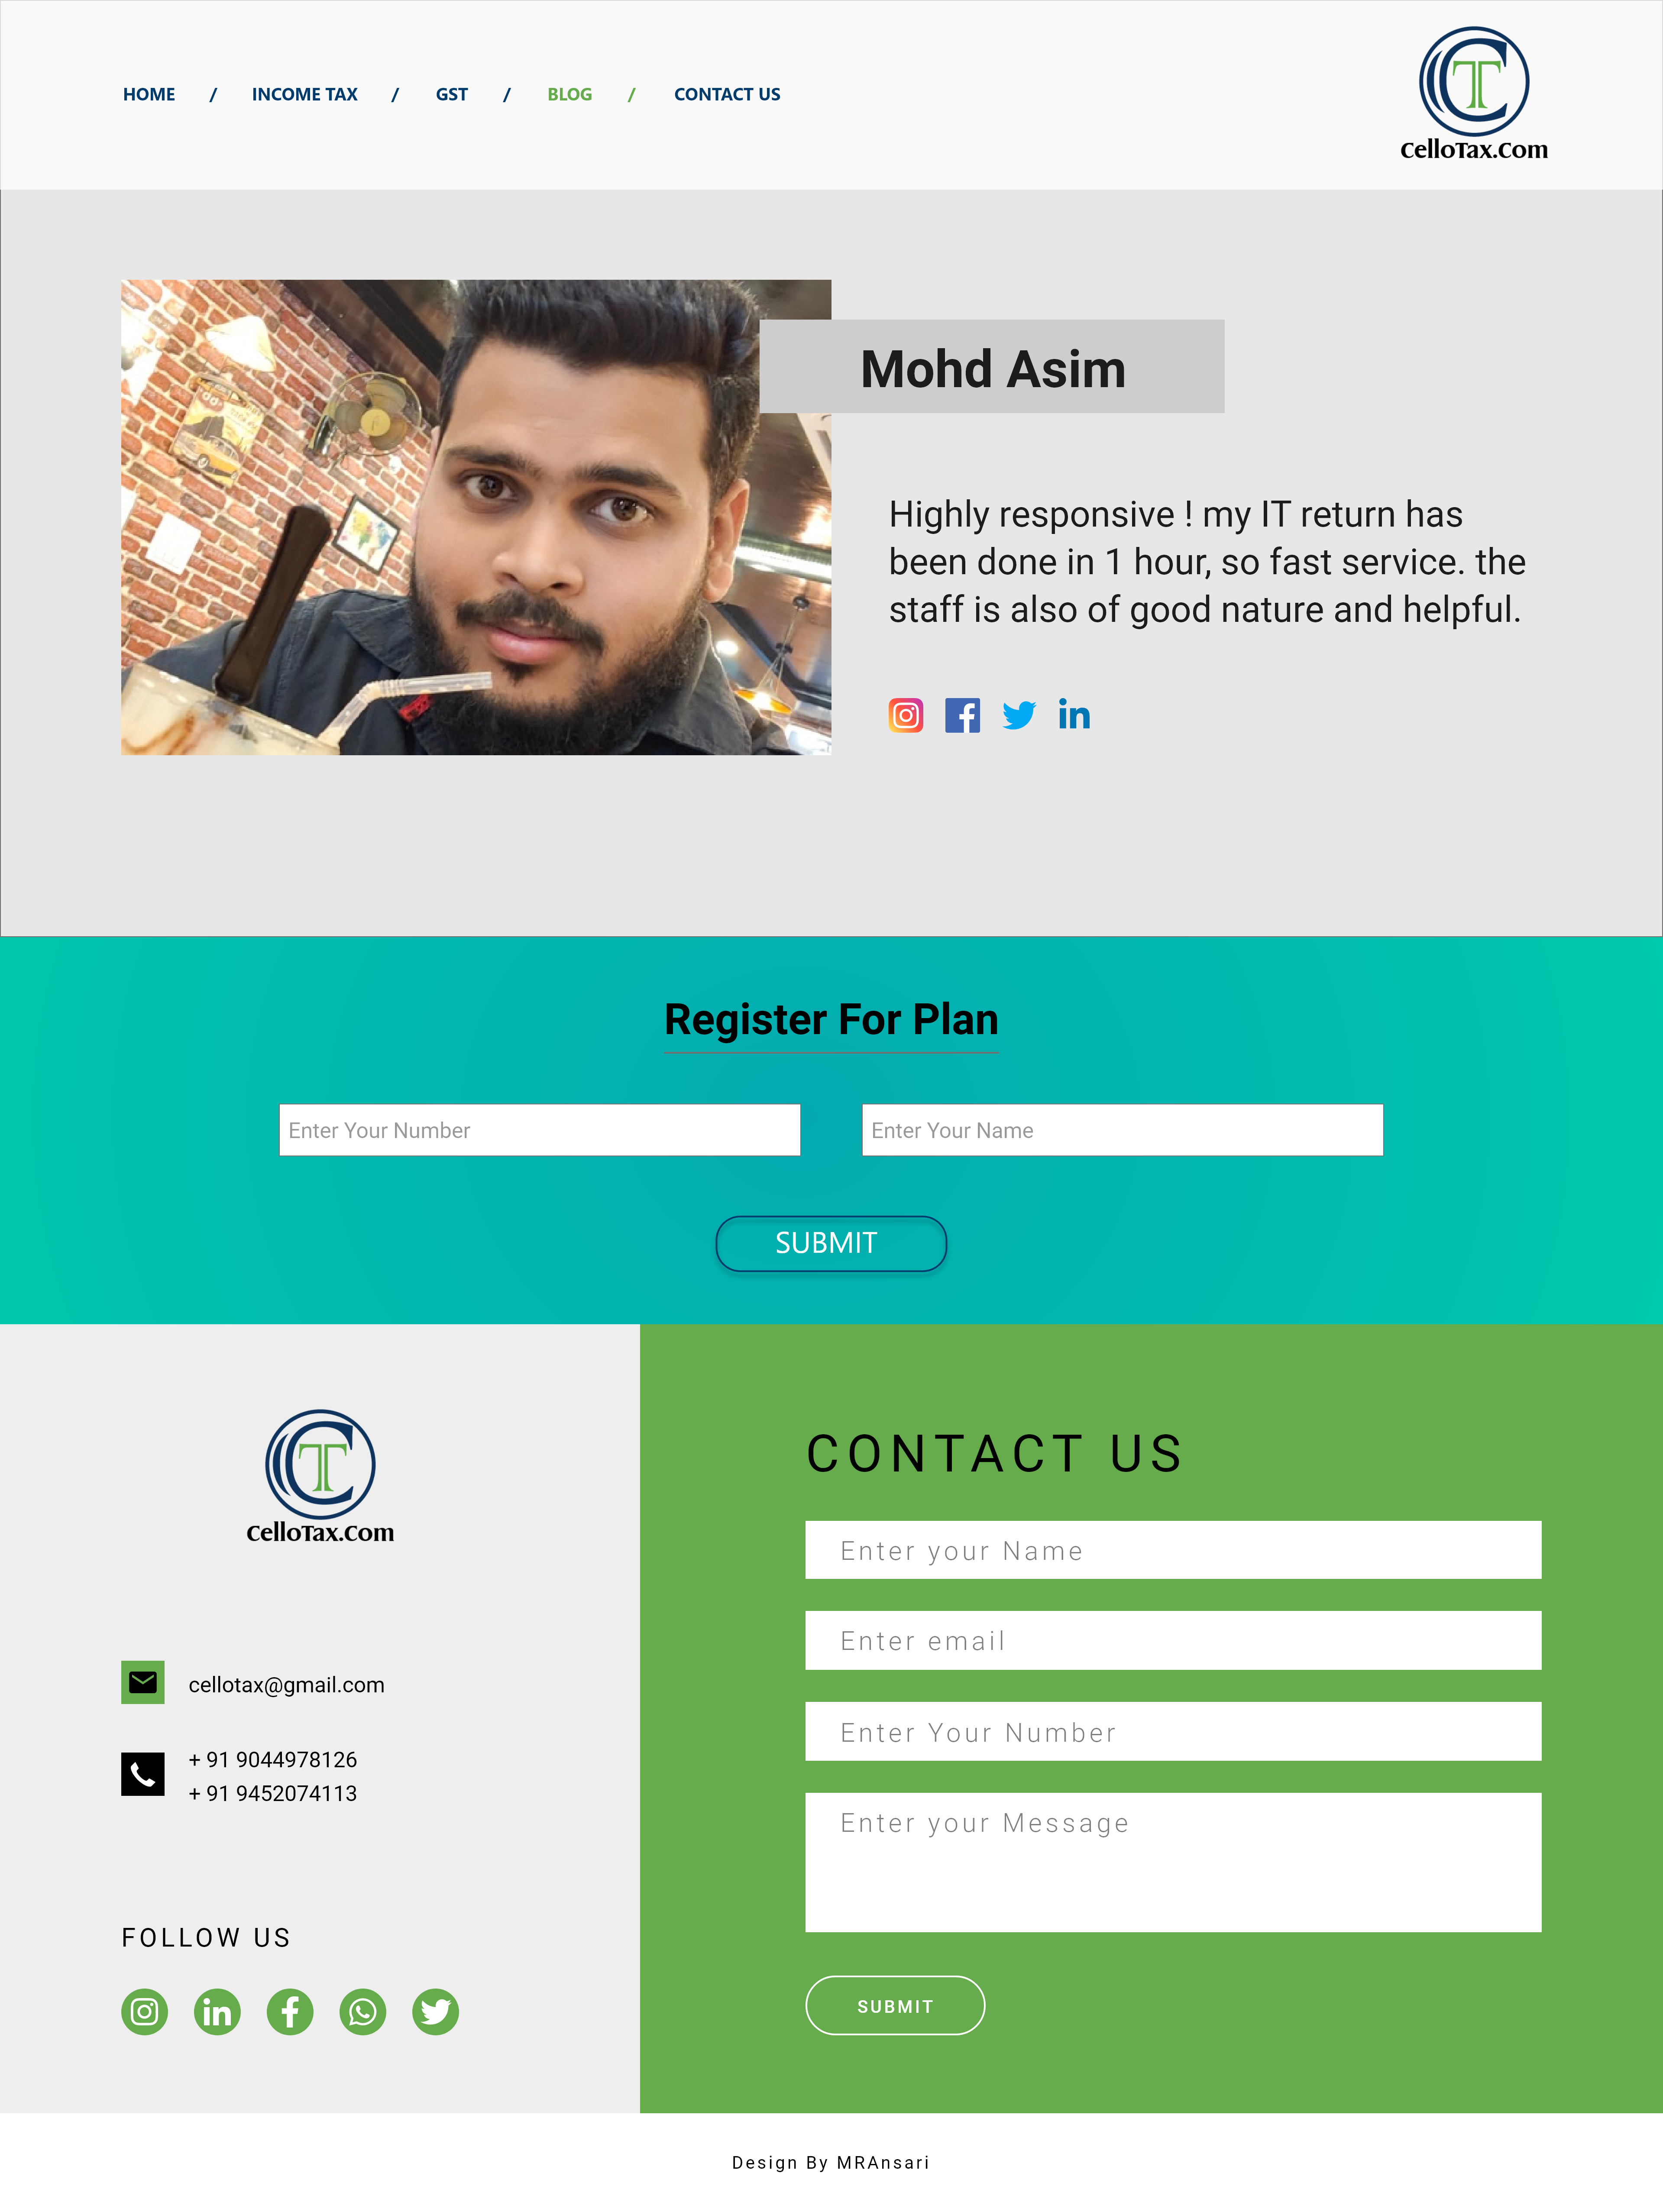 HOME / INCOME TAX / GST / BLOG / CONTACT US
CT
CelloTax.Com
Mohd Asim
Highly responsive ! my IT return has
been done in 1 hour, so fast service. the
staff is also of good nature and helpful.
Register For Plan
Enter Your Number
Enter Your Name
SUBMIT
CT
CelloTax.Com
cellotax@gmail.com
+ 91 9044978126
+ 91 9452074113
FOLLOW US
CONTACT US
Enter your Name
Enter email
Enter Your Number
Enter your Message
SUBMIT
Design By MRAnsari